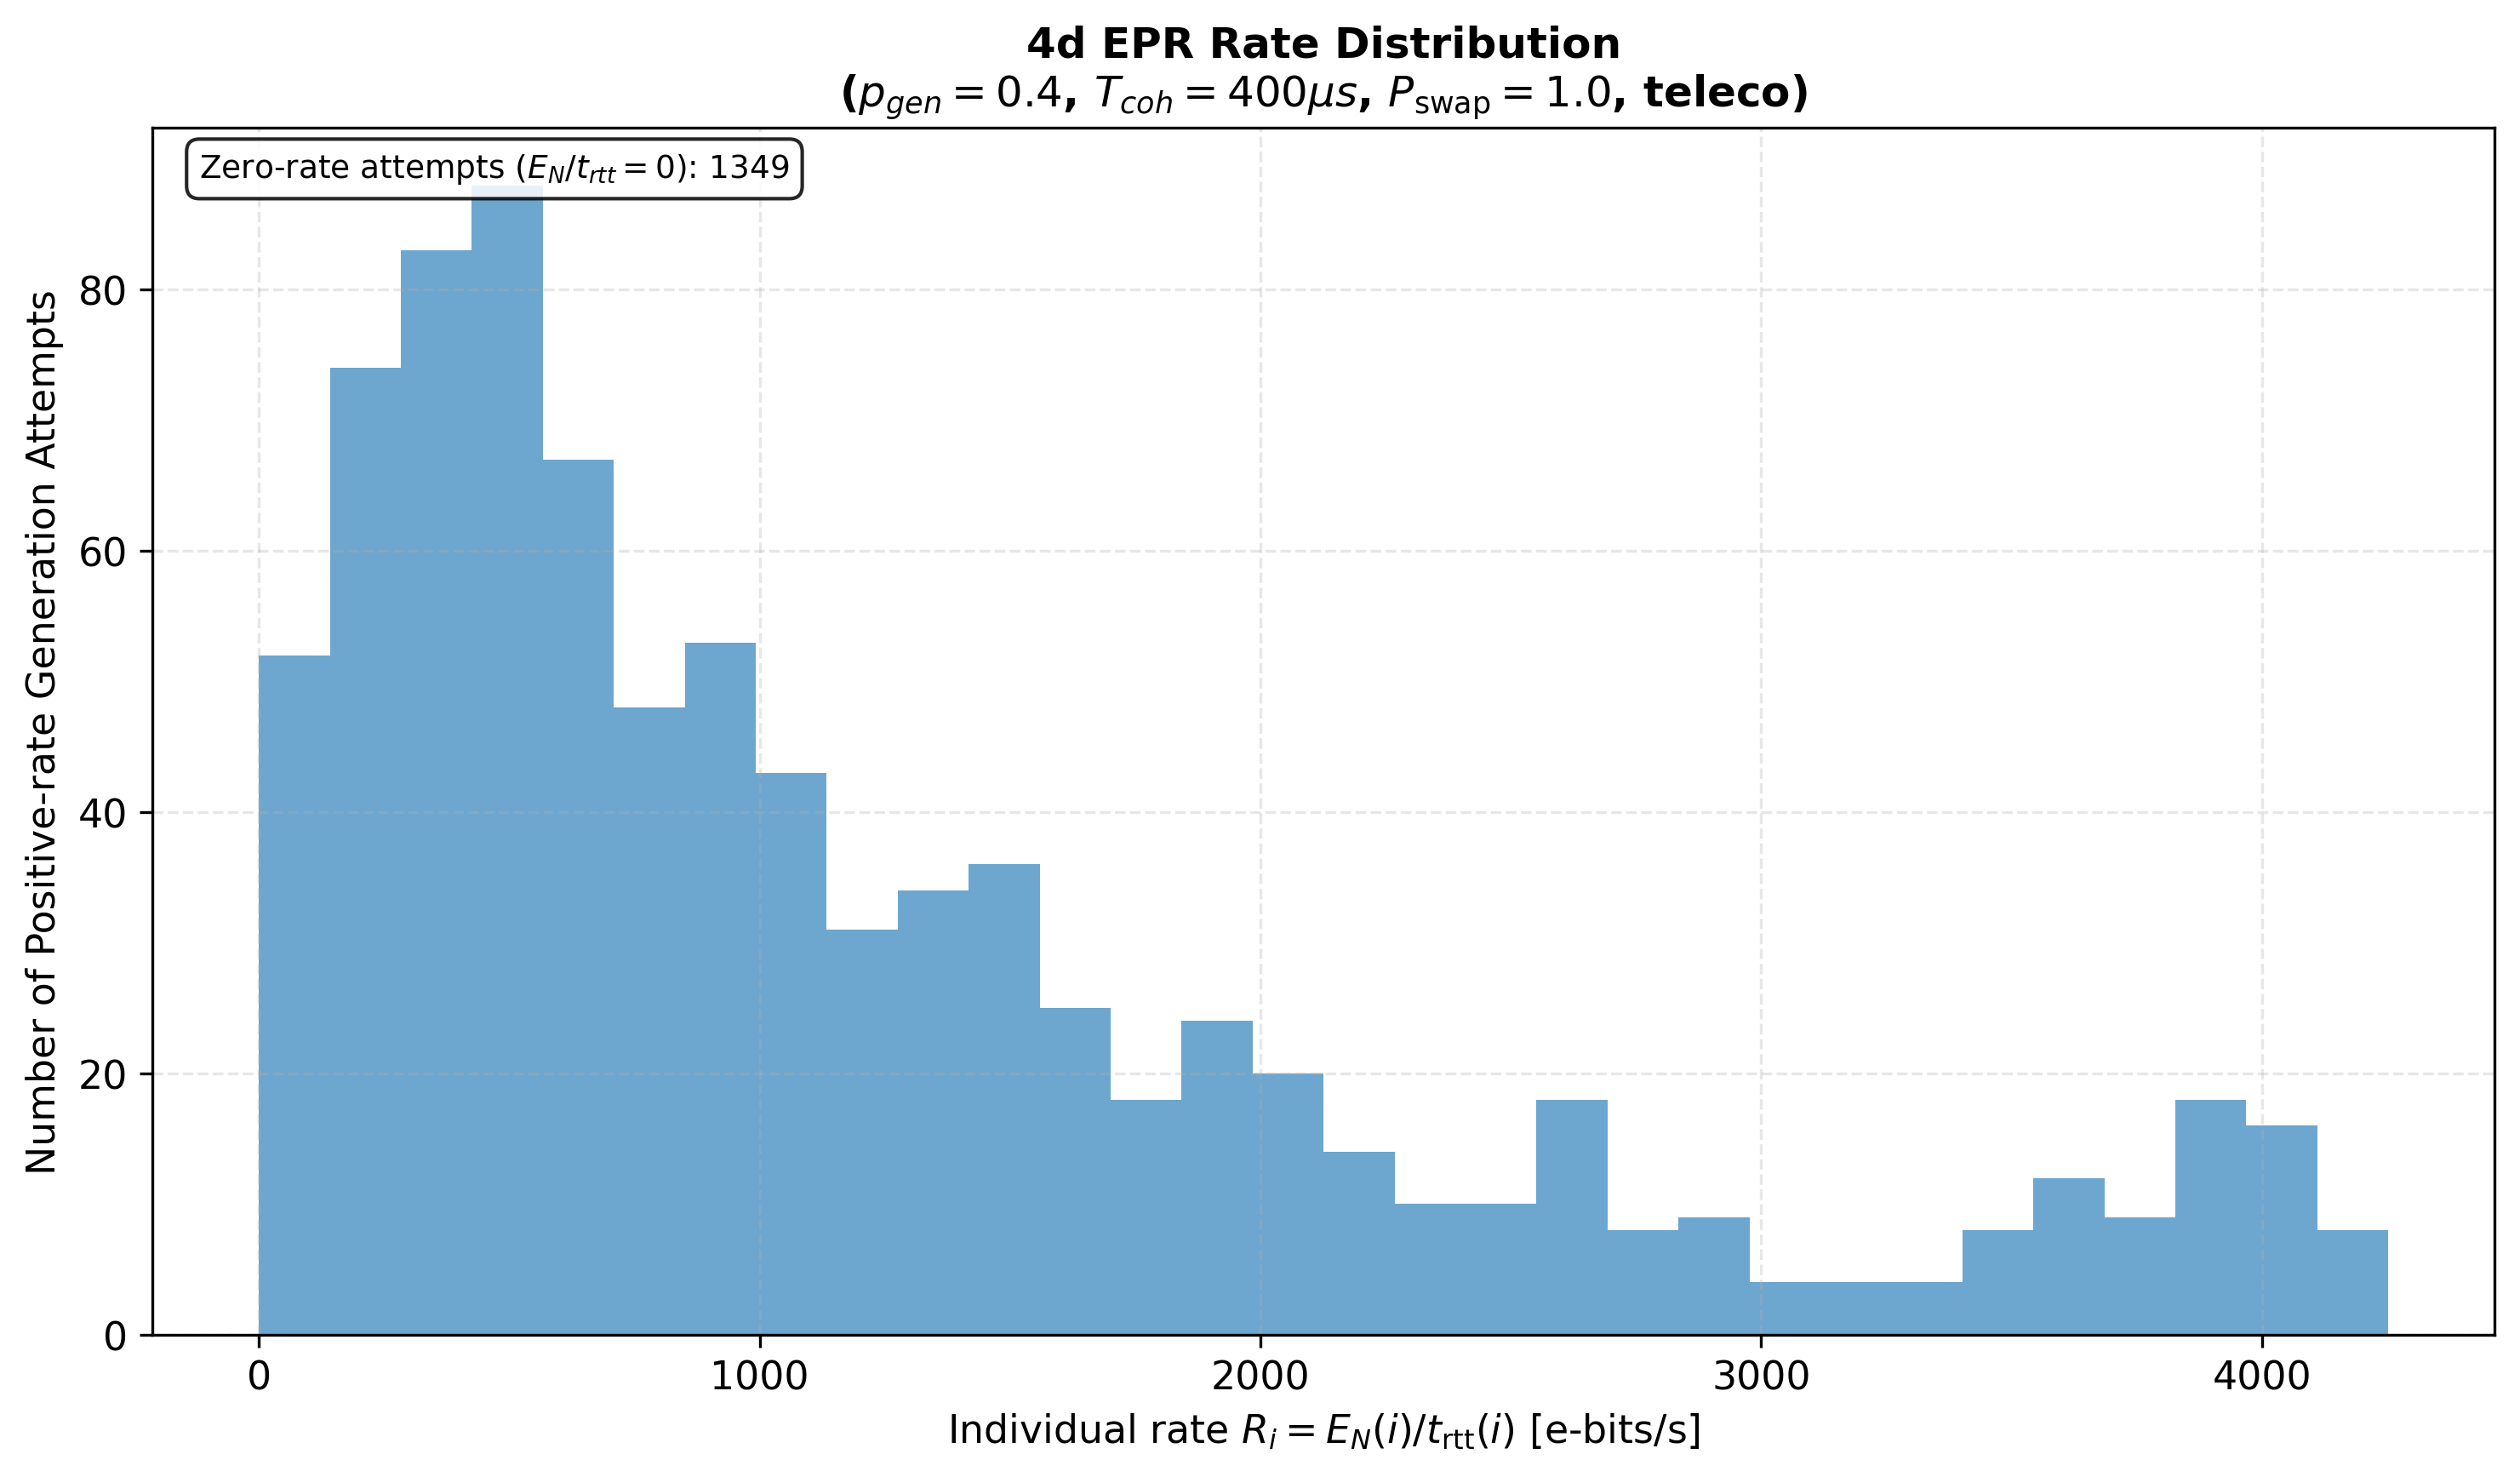 4d EPR Rate Distribution
(p_gen = 0.4, T_coh = 400μs, P_swap = 1.0, teleco)
Zero-rate attempts (E_N/t_rtt = 0): 1349
Number of Positive-rate Generation Attempts
80
60
40
20
0
0 1000 2000 3000 4000
Individual rate R_i = E_N(i)/t_rtt(i) [e-bits/s]